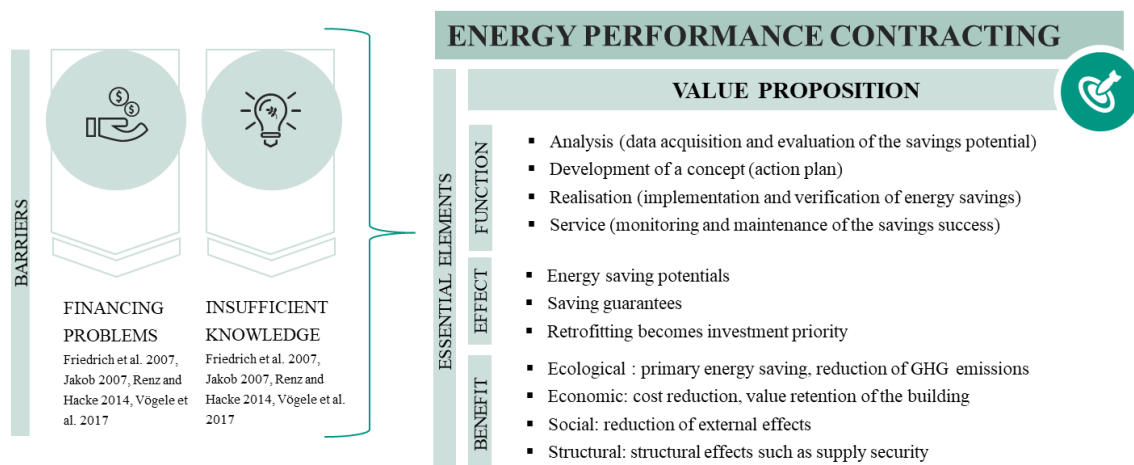 BARRIERS
$
$
FINANCING
PROBLEMS
Friedrich et al. 2007,
Jakob 2007, Renz and
Hacke 2014, Vögele et
al. 2017
INSUFFICIENT
KNOWLEDGE
Friedrich et al. 2007,
Jakob 2007, Renz and
Hacke 2014, Vögele et al.
2017
ENERGY PERFORMANCE CONTRACTING
ESSENTIAL ELEMENTS
VALUE PROPOSITION
FUNCTION
▪ Analysis (data acquisition and evaluation of the savings potential)
▪ Development of a concept (action plan)
▪ Realisation (implementation and verification of energy savings)
▪ Service (monitoring and maintenance of the savings success)
EFFECT
▪ Energy saving potentials
▪ Saving guarantees
▪ Retrofitting becomes investment priority
BENEFIT
▪ Ecological : primary energy saving, reduction of GHG emissions
▪ Economic: cost reduction, value retention of the building
▪ Social: reduction of external effects
▪ Structural: structural effects such as supply security